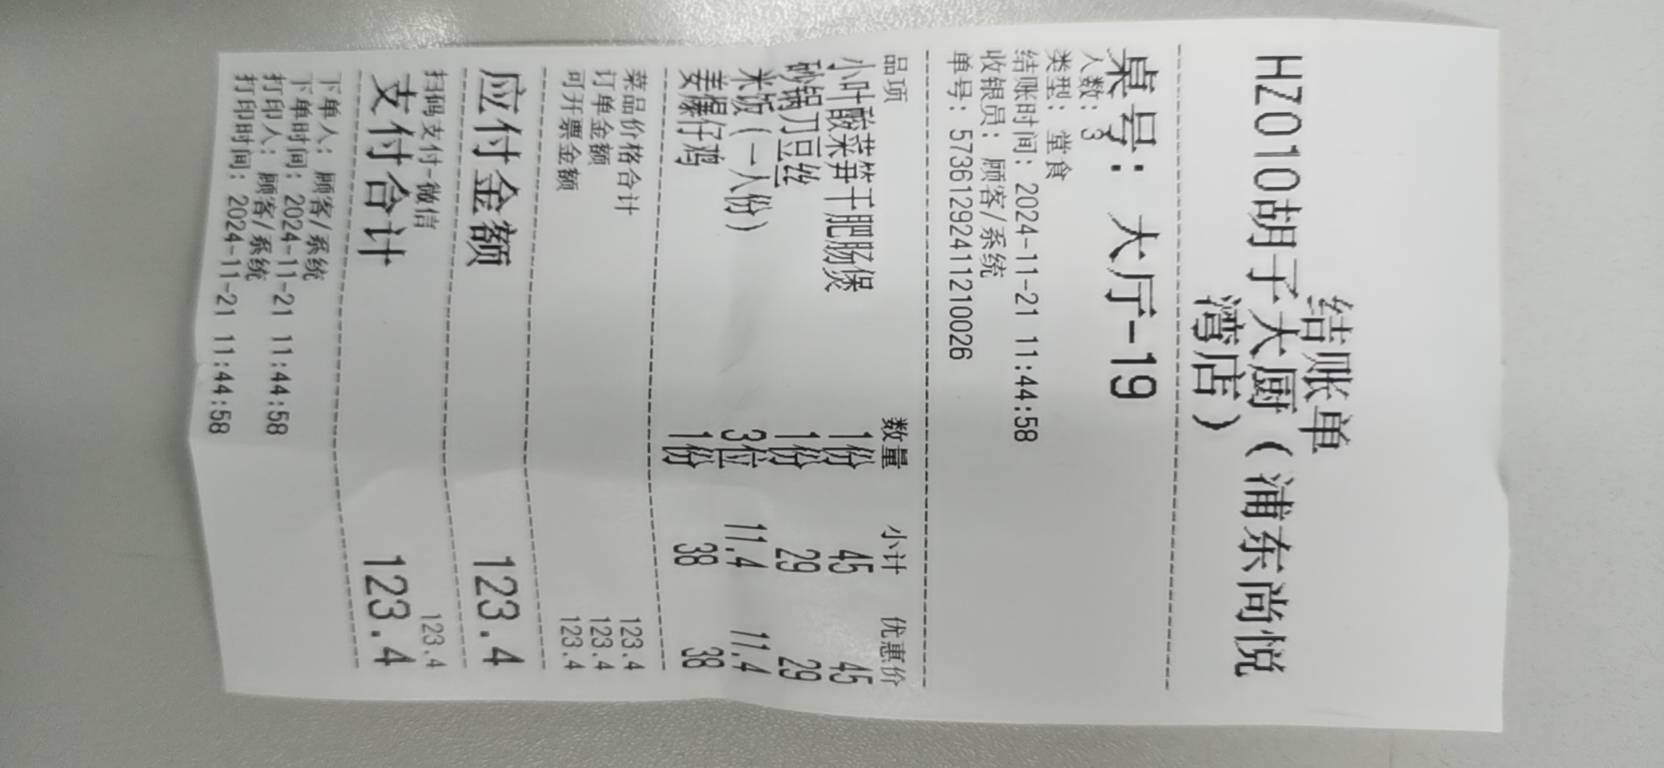 结账单
HZ010胡子大厨（浦东尚悦
湾店）
桌号：大厅-19
人数：3
类型：堂食
结账时间：2024-11-21 11:44:58
收银员：顾客/系统
单号：57361292411210026
品项 数量 小计 优惠价
小叶酸菜笋干肥肠煲 1份 45 45
砂锅刀豆丝 1份 29 29
米饭（一人份） 3位 11.4 11.4
姜爆仔鸡 1份 38 38
菜品价格合计 123.4
订单金额 123.4
可开票金额 123.4
应付金额 123.4
扫码支付-微信 123.4
支付合计 123.4
下单人：顾客/系统
下单时间：2024-11-21 11:44:58
打印人：顾客/系统
打印时间：2024-11-21 11:44:58